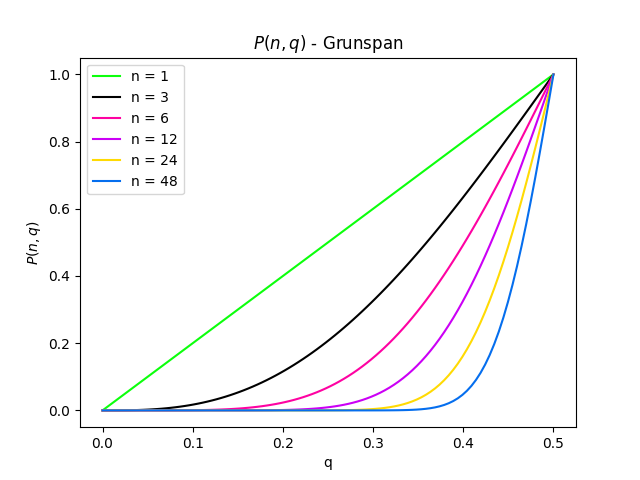 P(n, q) - Grunspan
n = 1
n = 3
n = 6
n = 12
n = 24
n = 48
P(n, q)
1.0
0.8
0.6
0.4
0.2
0.0
0.0 0.1 0.2 0.3 0.4 0.5
q